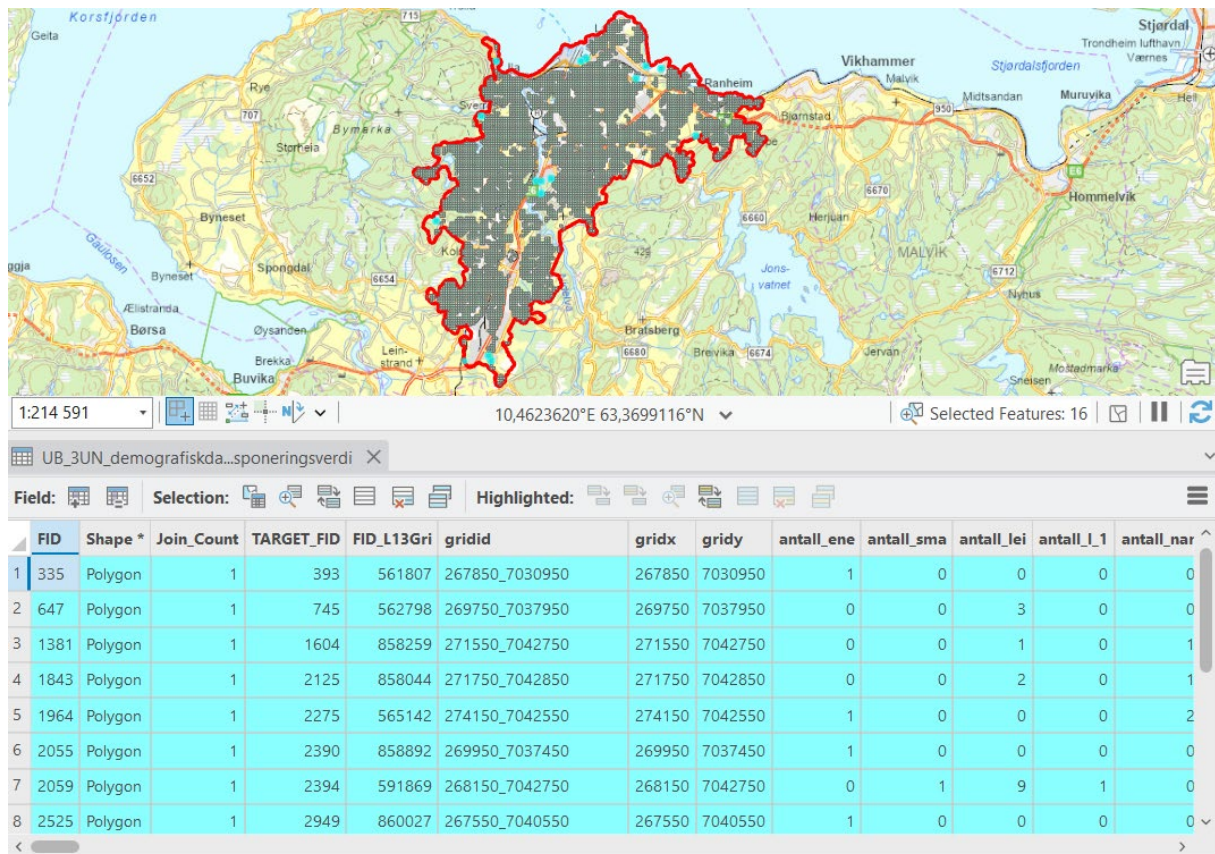 Korsfjorden
715
Stjørdal
Geita
Trondheim lufthavn
Værnes
Vikhammer
Stjørdalsfjorden
Rye
Ranheim
Malvik
Midtsandan
Muruvika
Hell
707
950
Bjørnstad
Bymarka
Storheia
E6
6652
6670
Hommelvik
Byneset
6660
Herjuan
Gaulosen
429
MALVIK
Byneset
Spongdal
Jons-
vatnet
6712
6654
Nyhus
Ælistranda
Børsa
Øysanden
Bratsberg
Lein-
strand
6680
Breivika
6674
Jervan
Brekka
Mostadmarka
Buvika
Sneisen
1:214 591
10,4623620°E 63,3699116°N
Selected Features: 16
UB_3UN_demografiskda...sponeringsverdi
Field: Selection: Highlighted:
FID Shape * Join_Count TARGET_FID FID_L13Gri gridid gridx gridy antall_ene antall_sma antall_lei antall_l_1 antall_nar
1 335 Polygon 1 393 561807 267850_7030950 267850 7030950 1 0 0 0 0
2 647 Polygon 1 745 562798 269750_7037950 269750 7037950 0 0 3 0 0
3 1381 Polygon 1 1604 858259 271550_7042750 271550 7042750 0 0 1 0 1
4 1843 Polygon 1 2125 858044 271750_7042850 271750 7042850 0 0 2 0 1
5 1964 Polygon 1 2275 565142 274150_7042550 274150 7042550 1 0 0 0 2
6 2055 Polygon 1 2390 858892 269950_7037450 269950 7037450 1 0 0 0 0
7 2059 Polygon 1 2394 591869 268150_7042750 268150 7042750 0 1 9 1 0
8 2525 Polygon 1 2949 860027 267550_7040550 267550 7040550 1 0 0 0 0